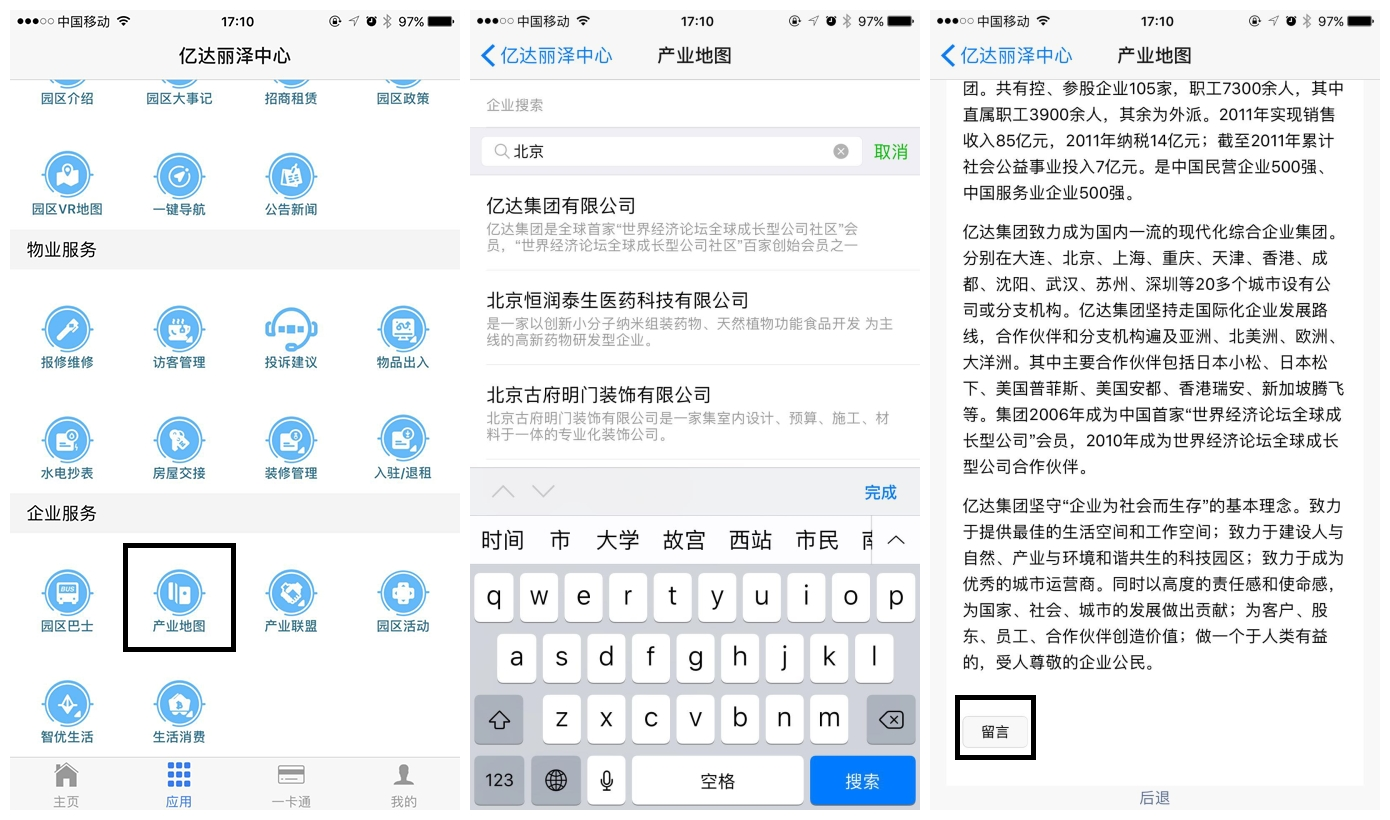 中国移动 17:10 97%
亿达丽泽中心
园区介绍 园区大事记 招商租赁 园区政策
园区VR地图 一键导航 公告新闻
物业服务
报修维修 访客管理 投诉建议 物品出入
水电抄表 房屋交接 装修管理 入驻/退租
企业服务
BUS
园区巴士 产业地图 产业联盟 园区活动
智优生活 生活消费
主页 应用 一卡通 我的
中国移动 17:10 97%
亿达丽泽中心 产业地图
企业搜索
北京 取消
亿达集团有限公司
亿达集团是全球首家“世界经济论坛全球成长型公司社区”会
员，“世界经济论坛全球成长型公司社区”百家创始会员之一
北京恒润泰生医药科技有限公司
是一家以创新小分子纳米组装药物、天然植物功能食品开发 为主
线的高新药物研发型企业。
北京古府明门装饰有限公司
北京古府明门装饰有限公司是一家集室内设计、预算、施工、材
料于一体的专业化装饰公司。
完成
时间 市 大学 故宫 西站 市民
q w e r t y u i o p
a s d f g h j k l
z x c v b n m
123 空格 搜索
中国移动 17:10 97%
亿达丽泽中心 产业地图
团。共有控、参股企业105家，职工7300余人，其中
直属职工3900余人，其余为外派。2011年实现销售
收入85亿元，2011年纳税14亿元；截至2011年累计
社会公益事业投入7亿元。是中国民营企业500强、
中国服务业企业500强。
亿达集团致力成为国内一流的现代化综合企业集团。
分别在大连、北京、上海、重庆、天津、香港、成
都、沈阳、武汉、苏州、深圳等20多个城市设有公
司或分支机构。亿达集团坚持走国际化企业发展路
线，合作伙伴和分支机构遍及亚洲、北美洲、欧洲、
大洋洲。其中主要合作伙伴包括日本小松、日本松
下、美国普菲斯、美国安都、香港瑞安、新加坡腾飞
等。集团2006年成为中国首家“世界经济论坛全球成
长型公司”会员，2010年成为世界经济论坛全球成长
型公司合作伙伴。
亿达集团坚守“企业为社会而生存”的基本理念。致力
于提供最佳的生活空间和工作空间；致力于建设人与
自然、产业与环境和谐共生的科技园区；致力于成为
优秀的城市运营商。同时以高度的责任感和使命感，
为国家、社会、城市的发展做出贡献；为客户、股
东、员工、合作伙伴创造价值；做一个于人类有益
的，受人尊敬的企业公民。
留言
后退